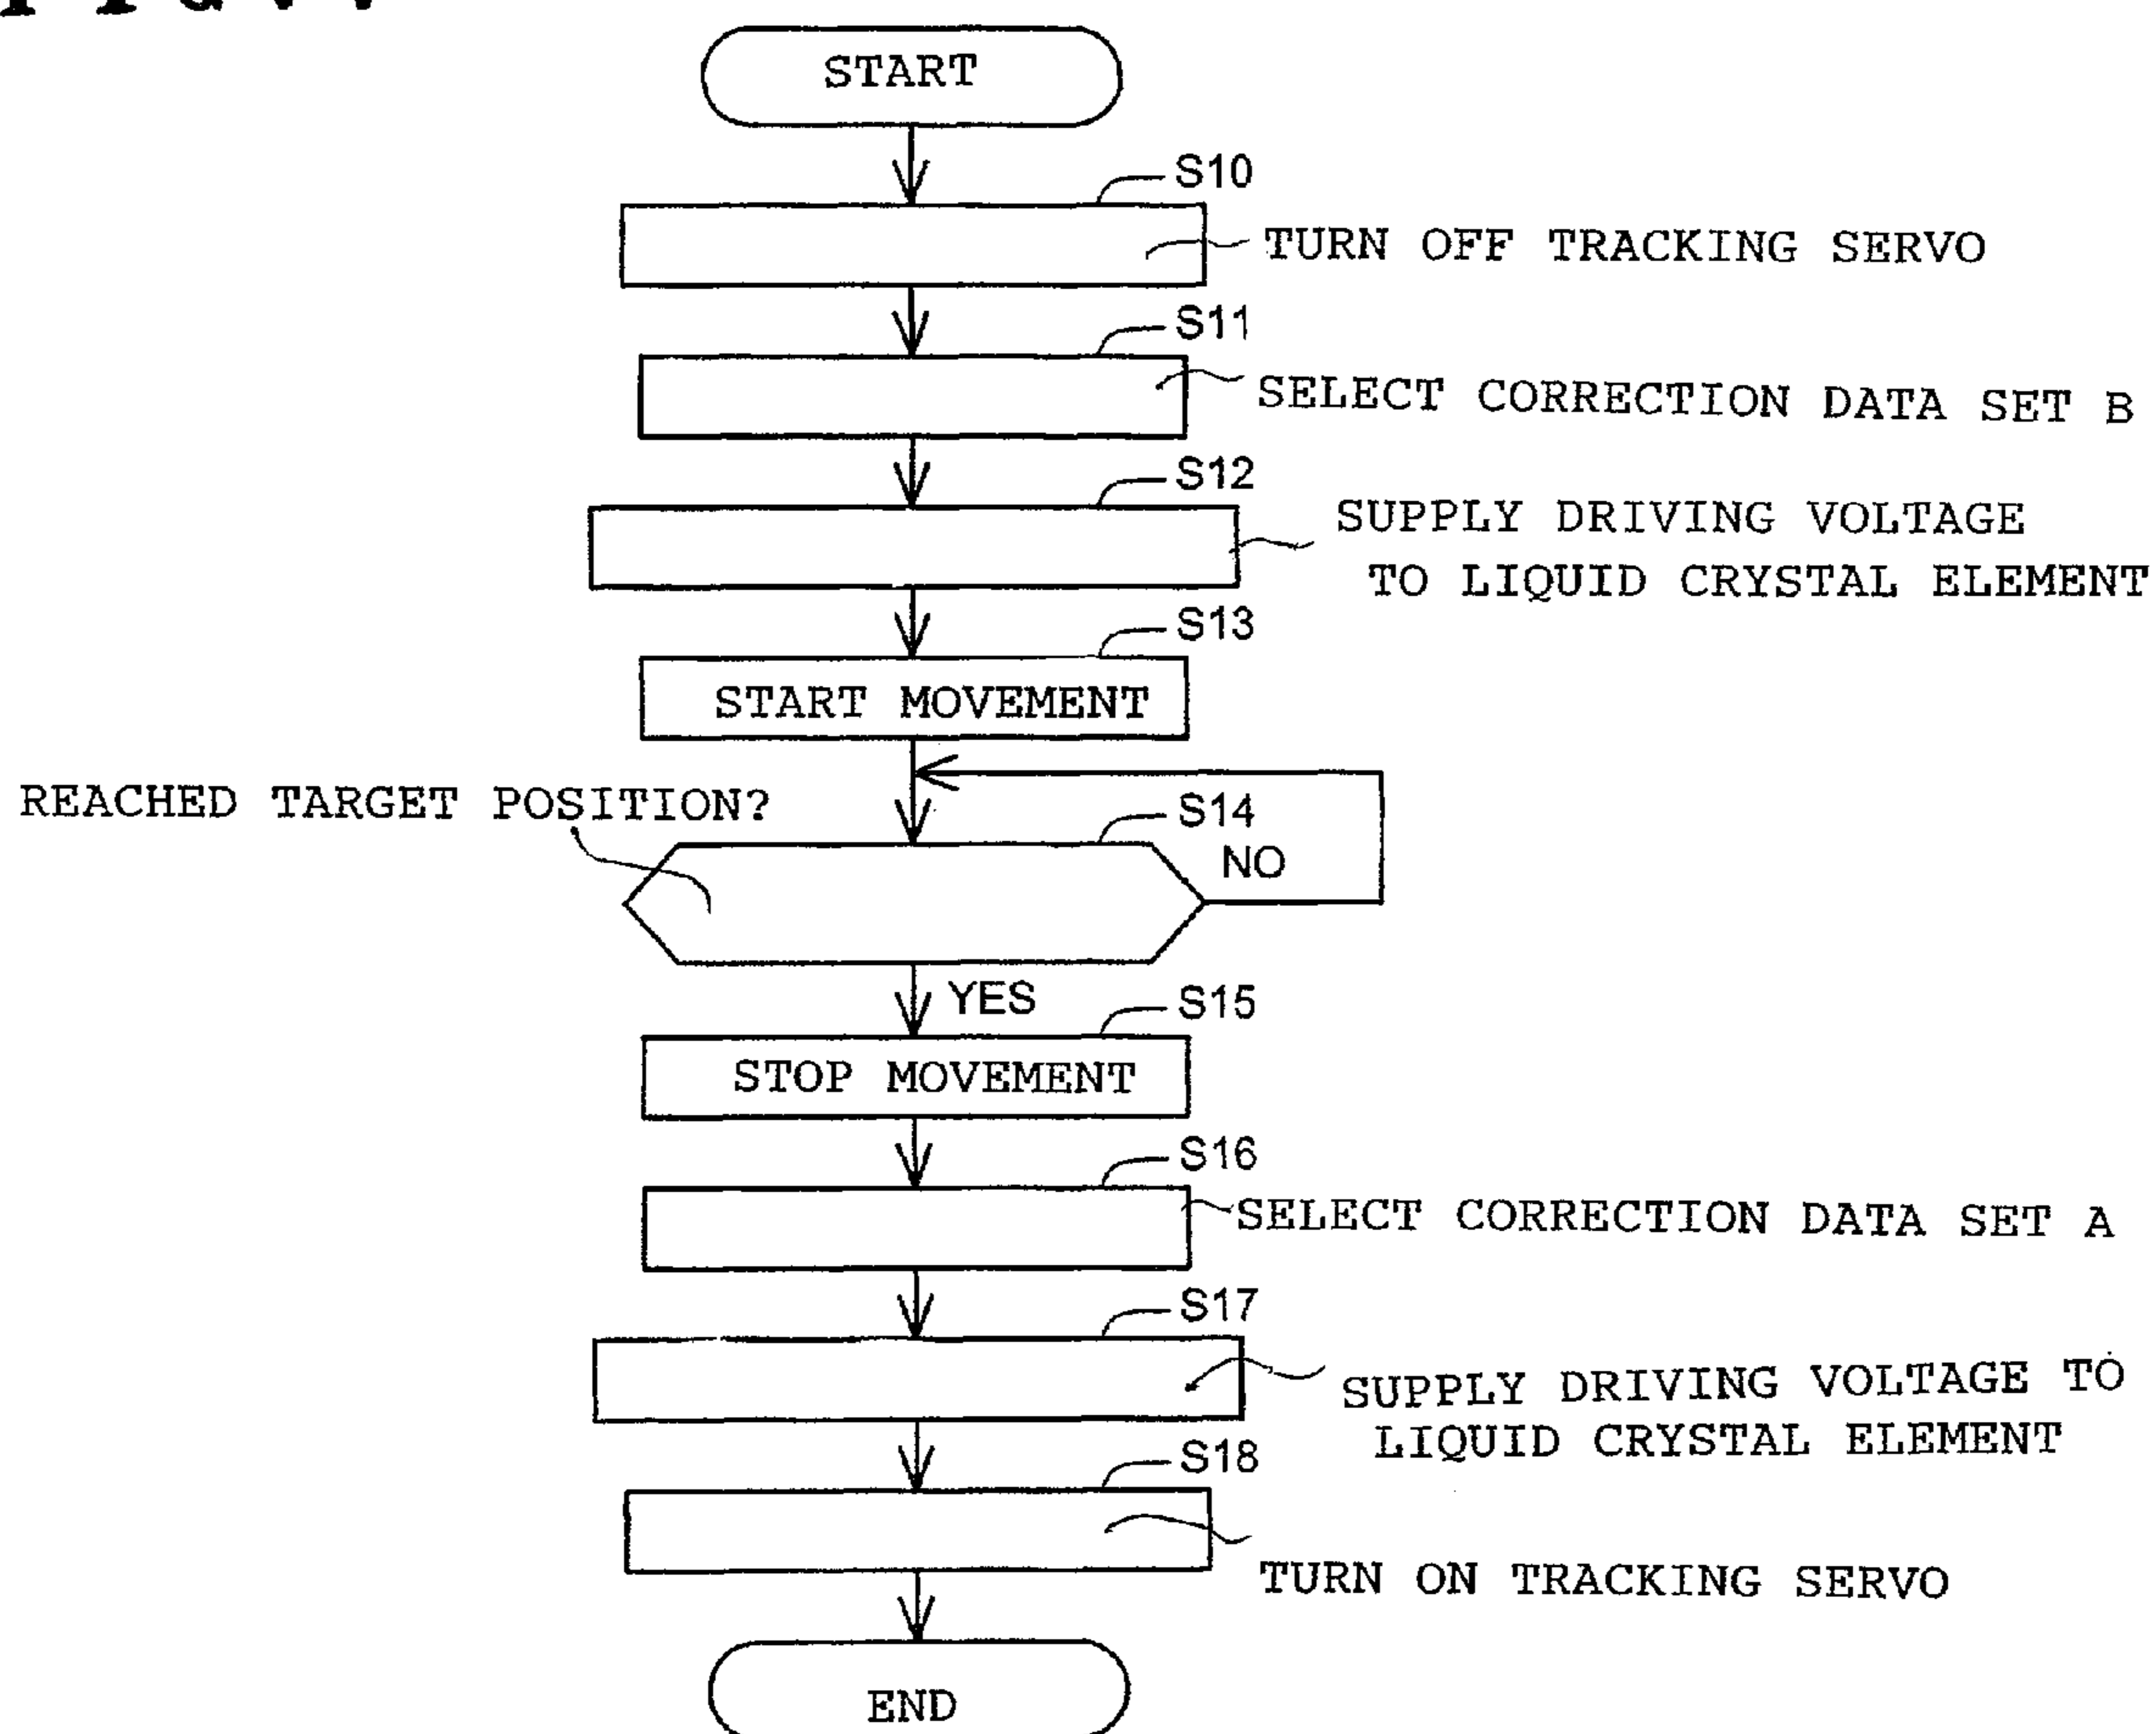 START
S10
TURN OFF TRACKING SERVO
S11
SELECT CORRECTION DATA SET B
S12
SUPPLY DRIVING VOLTAGE
TO LIQUID CRYSTAL ELEMENT
S13
START MOVEMENT
REACHED TARGET POSITION?
S14
NO
YES
S15
STOP MOVEMENT
S16
SELECT CORRECTION DATA SET A
S17
SUPPLY DRIVING VOLTAGE TO
LIQUID CRYSTAL ELEMENT
S18
TURN ON TRACKING SERVO
END